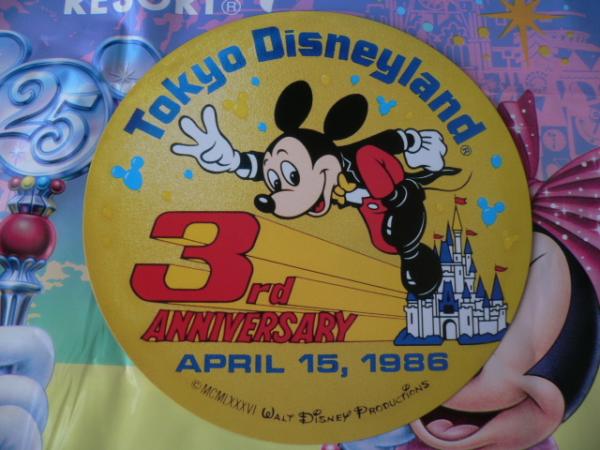 RESORT®
25
Tokyo Disneyland®
3rd
ANNIVERSARY
APRIL 15, 1986
© MCMLXXXVI WALT DISNEY PRODUCTIONS